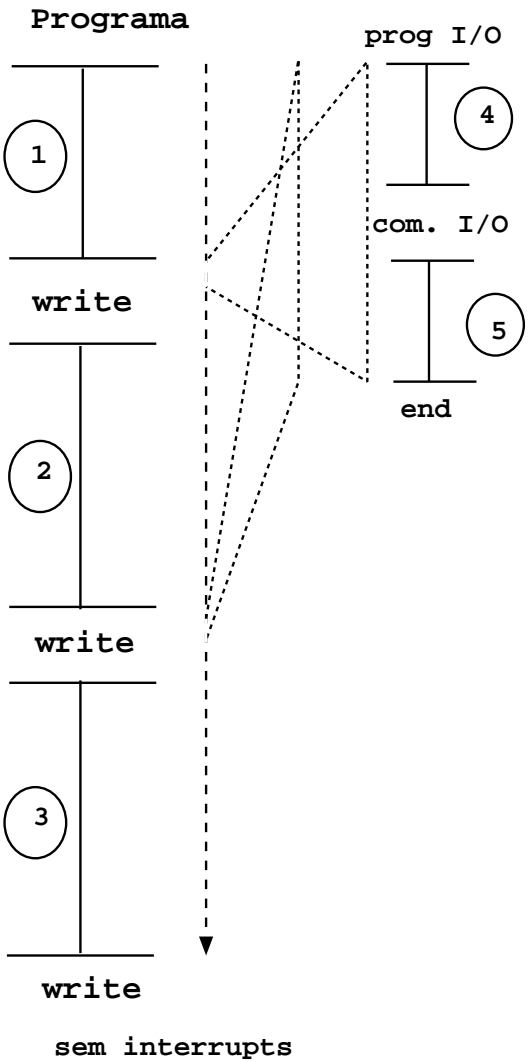 Programa
prog I/O
1
4
com. I/O
write
5
end
2
write
3
write
sem interrupts